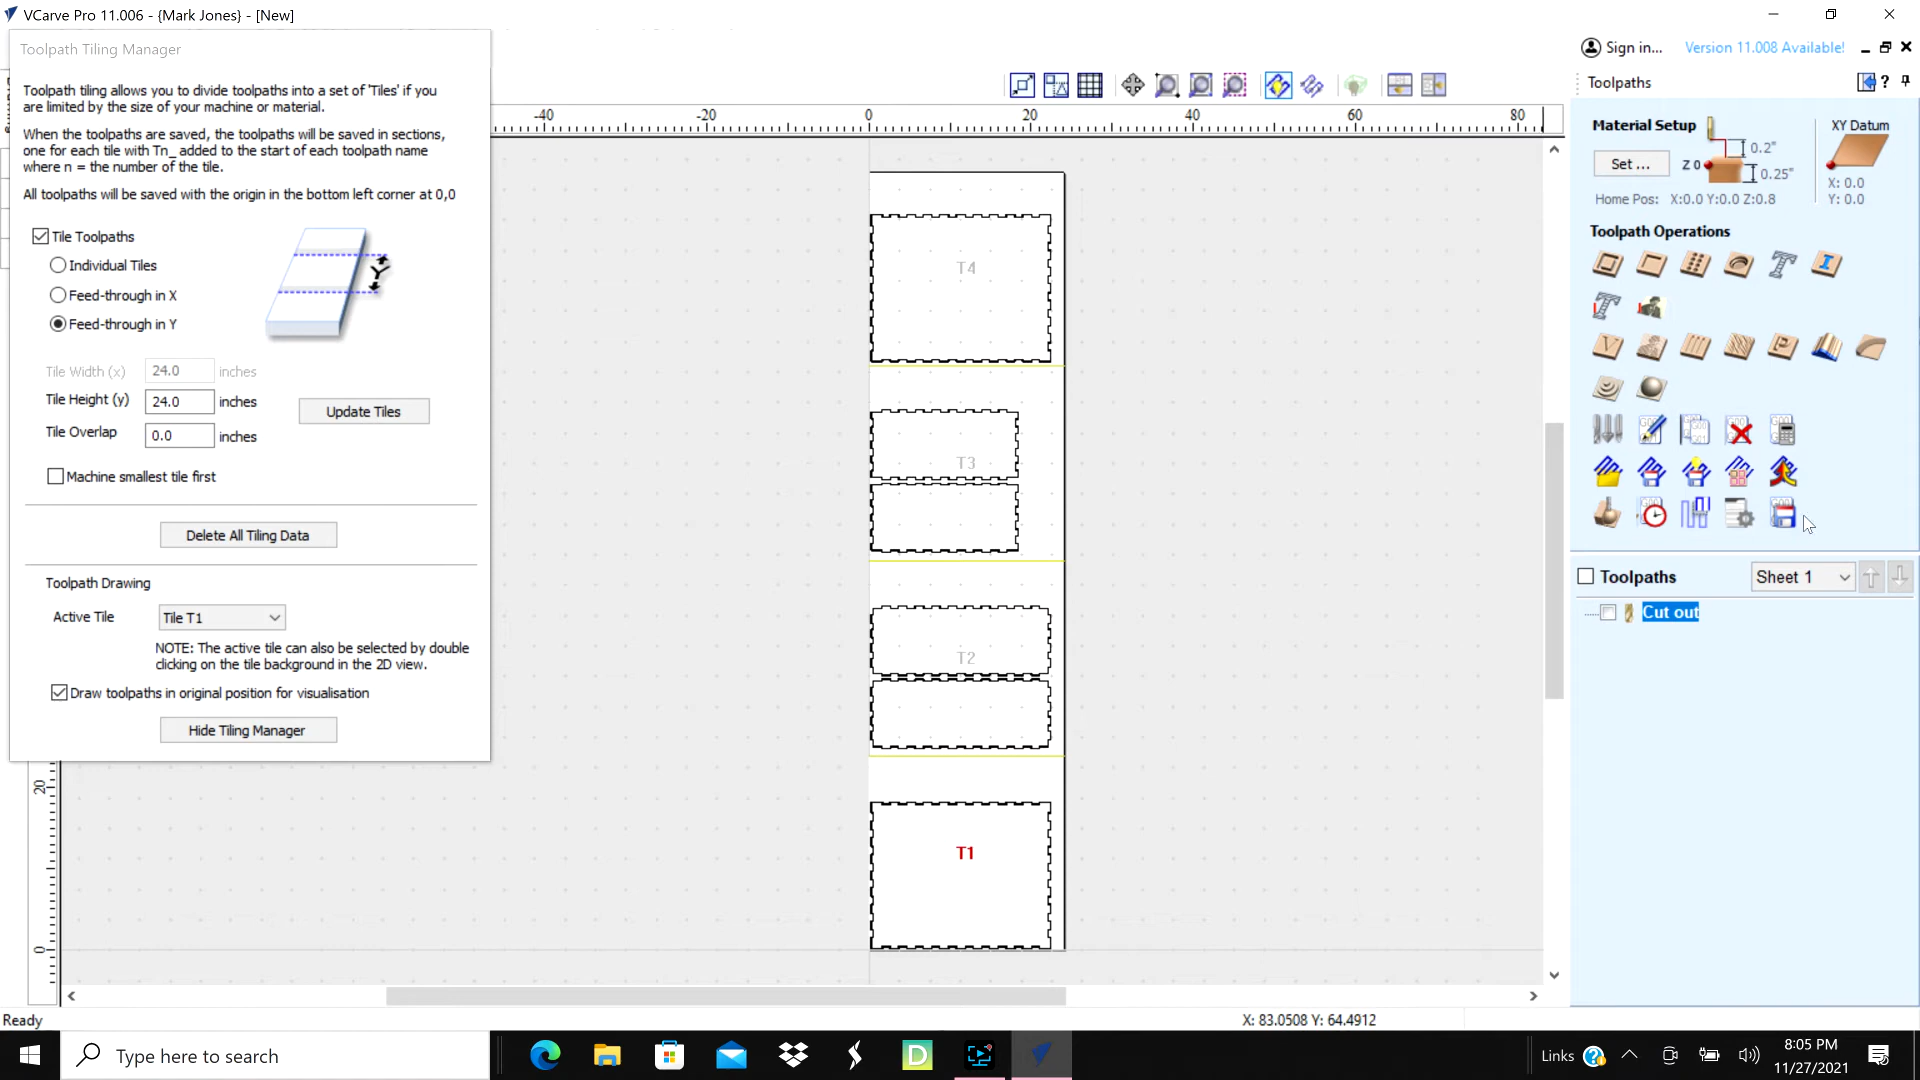 VCarve Pro 11.006 - {Mark Jones} - [New]
Toolpath Tiling Manager
Toolpath tiling allows you to divide toolpaths into a set of 'Tiles' if you
are limited by the size of your machine or material.
When the toolpaths are saved, the toolpaths will be saved in sections,
one for each tile with Tn_ added to the start of each toolpath name
where n = the number of the tile.
All toolpaths will be saved with the origin in the bottom left corner at 0,0
Tile Toolpaths
Individual Tiles
Feed-through in X
Feed-through in Y
Y
Tile Width (x) 24.0 inches
Tile Height (y) 24.0 inches
Update Tiles
Tile Overlap 0.0 inches
Machine smallest tile first
Delete All Tiling Data
Toolpath Drawing
Active Tile Tile T1
NOTE: The active tile can also be selected by double
clicking on the tile background in the 2D view.
Draw toolpaths in original position for visualisation
Hide Tiling Manager
-40 -20 0 20 40 60 80
T4
T3
T2
T1
20
0
Sign in... Version 11.008 Available!
Toolpaths
?
Material Setup
Set ...
Z 0
0.2"
0.25"
XY Datum
X: 0.0
Y: 0.0
Home Pos: X:0.0 Y:0.0 Z:0.8
Toolpath Operations
Toolpaths Sheet 1
Cut out
Ready
X: 83.0508 Y: 64.4912
Type here to search
D
Links
8:05 PM
11/27/2021